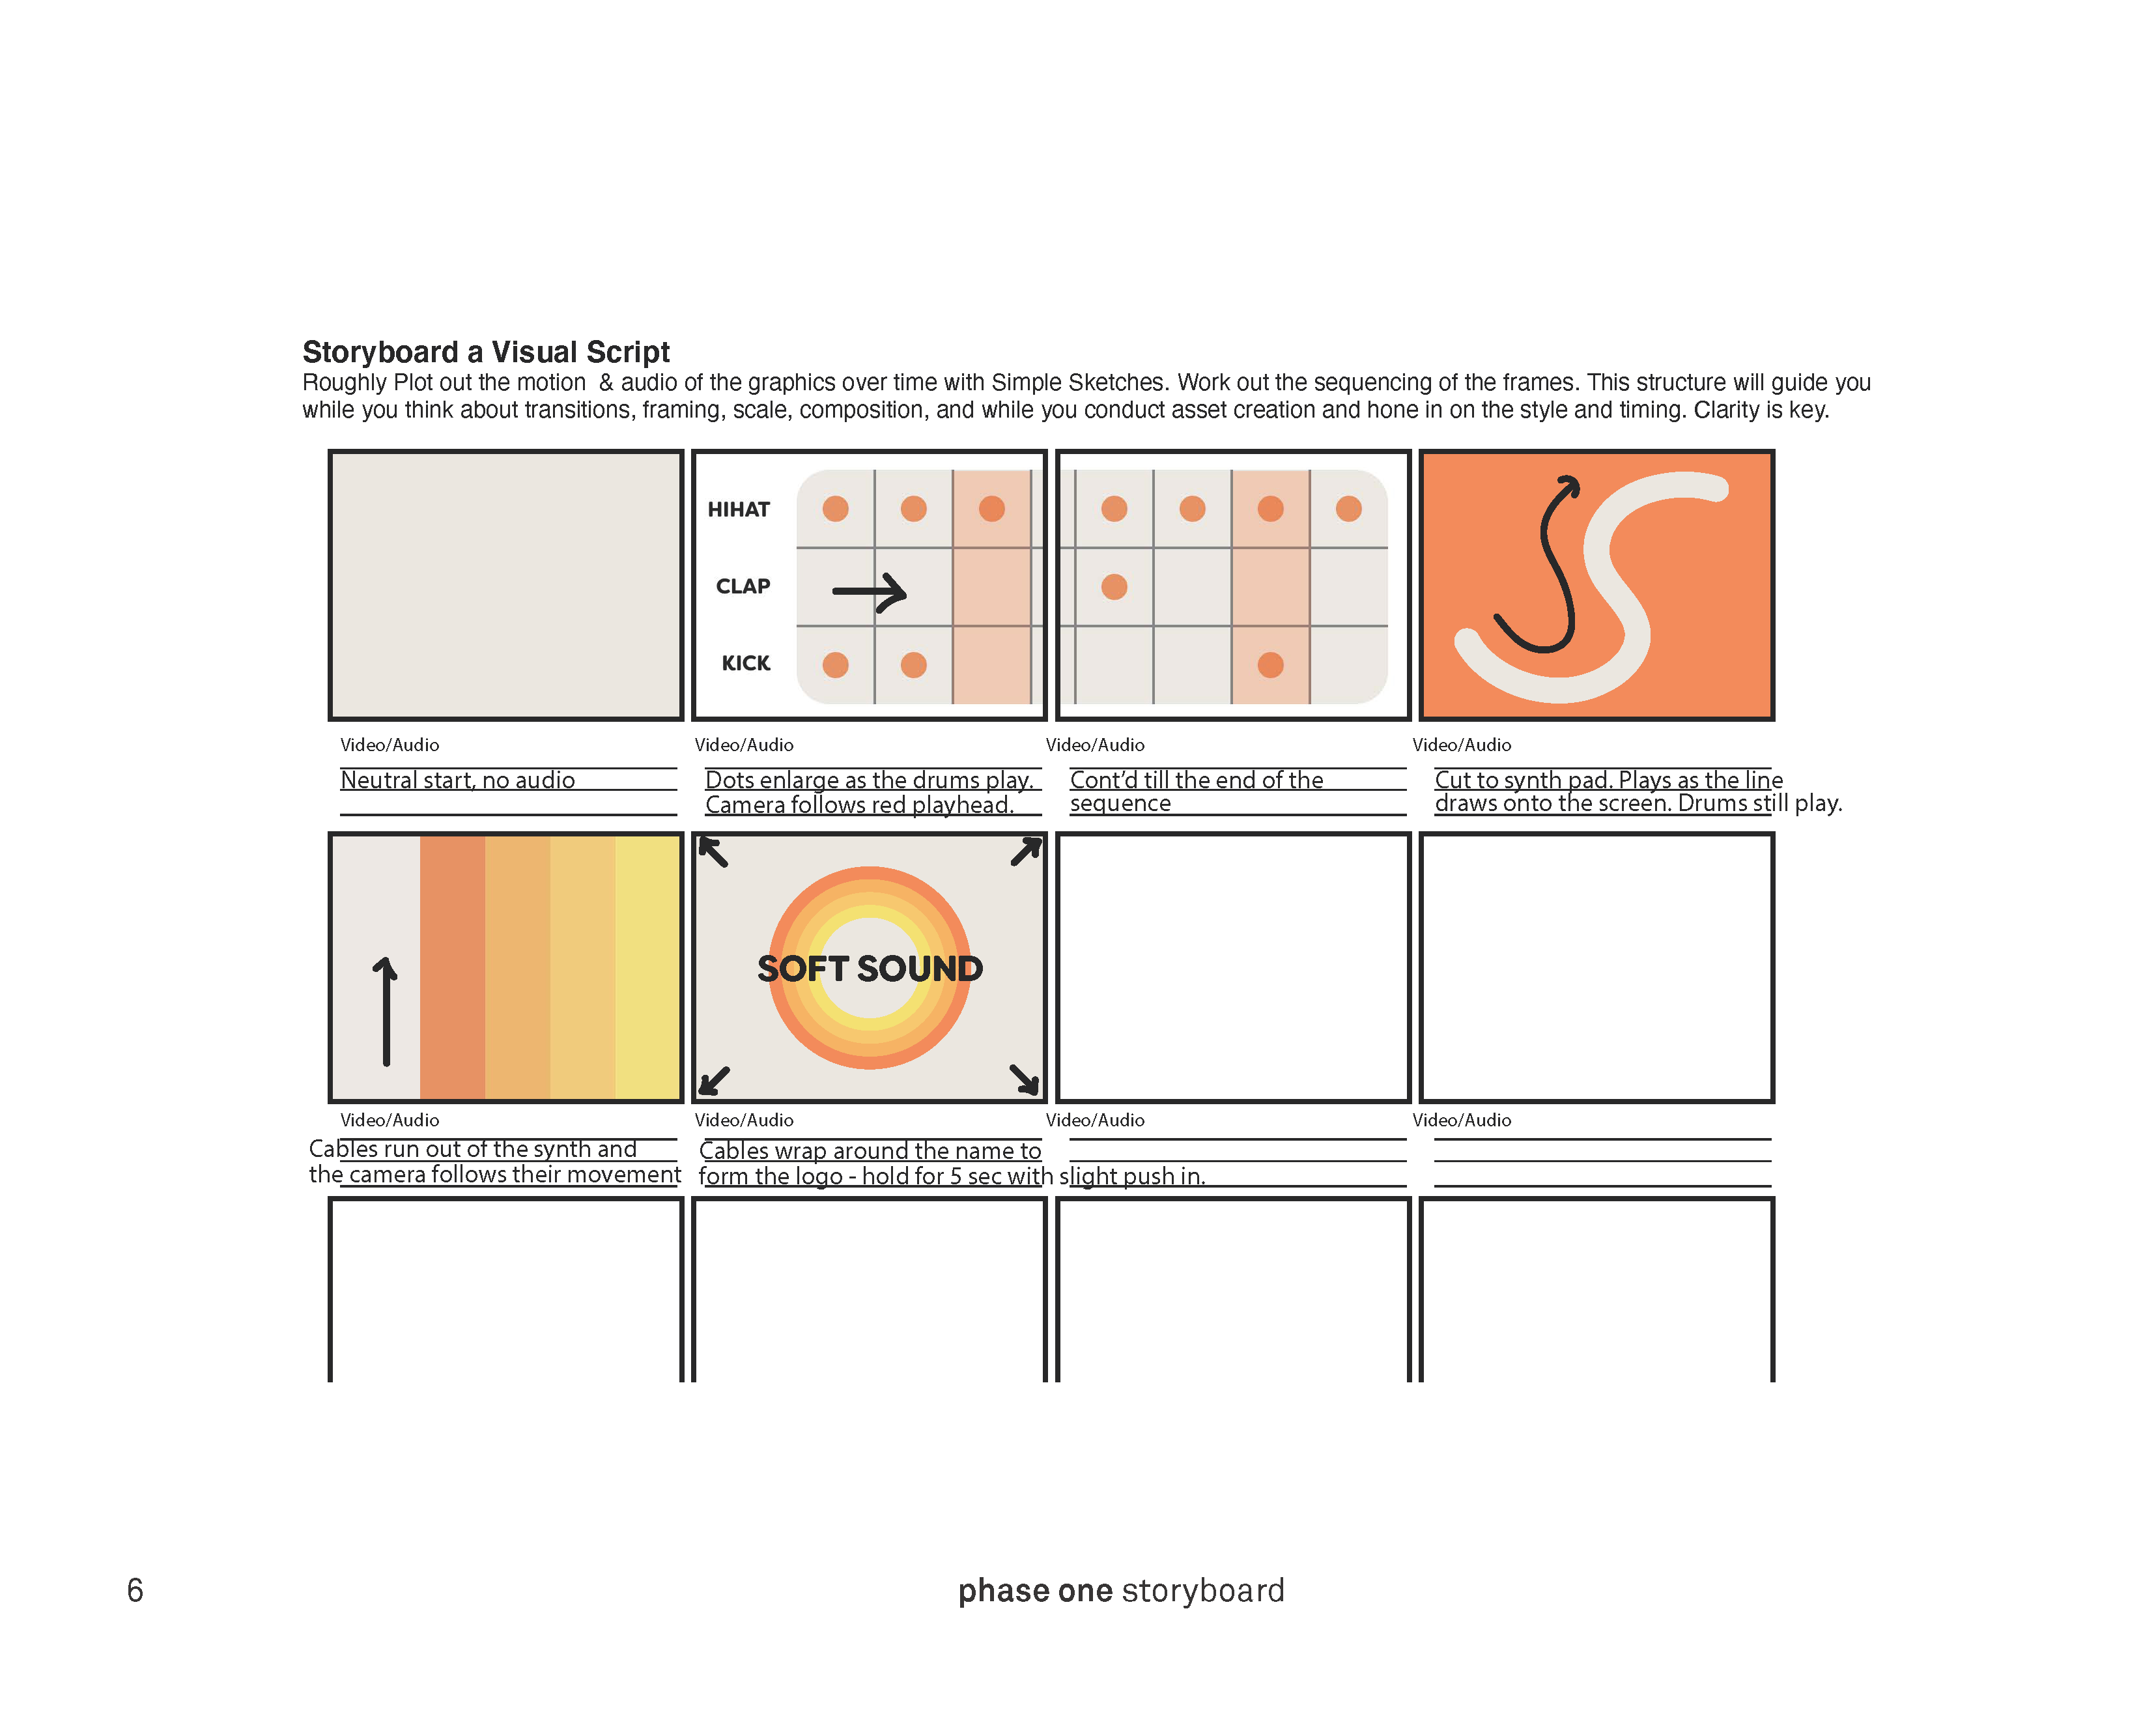 Storyboard a Visual Script
Roughly Plot out the motion  & audio of the graphics over time with Simple Sketches. Work out the sequencing of the frames. This structure will guide you
while you think about transitions, framing, scale, composition, and while you conduct asset creation and hone in on the style and timing. Clarity is key.
HIHAT
CLAP
KICK
Video/Audio
Neutral start, no audio
Video/Audio
Dots enlarge as the drums play.
Camera follows red playhead.
Video/Audio
Cont'd till the end of the
sequence
Video/Audio
Cut to synth pad. Plays as the line
draws onto the screen. Drums still play.
SOFT SOUND
Video/Audio
Cables run out of the synth and
the camera follows their movement
Video/Audio
Cables wrap around the name to
form the logo - hold for 5 sec with slight push in.
Video/Audio
Video/Audio
6
phase one storyboard